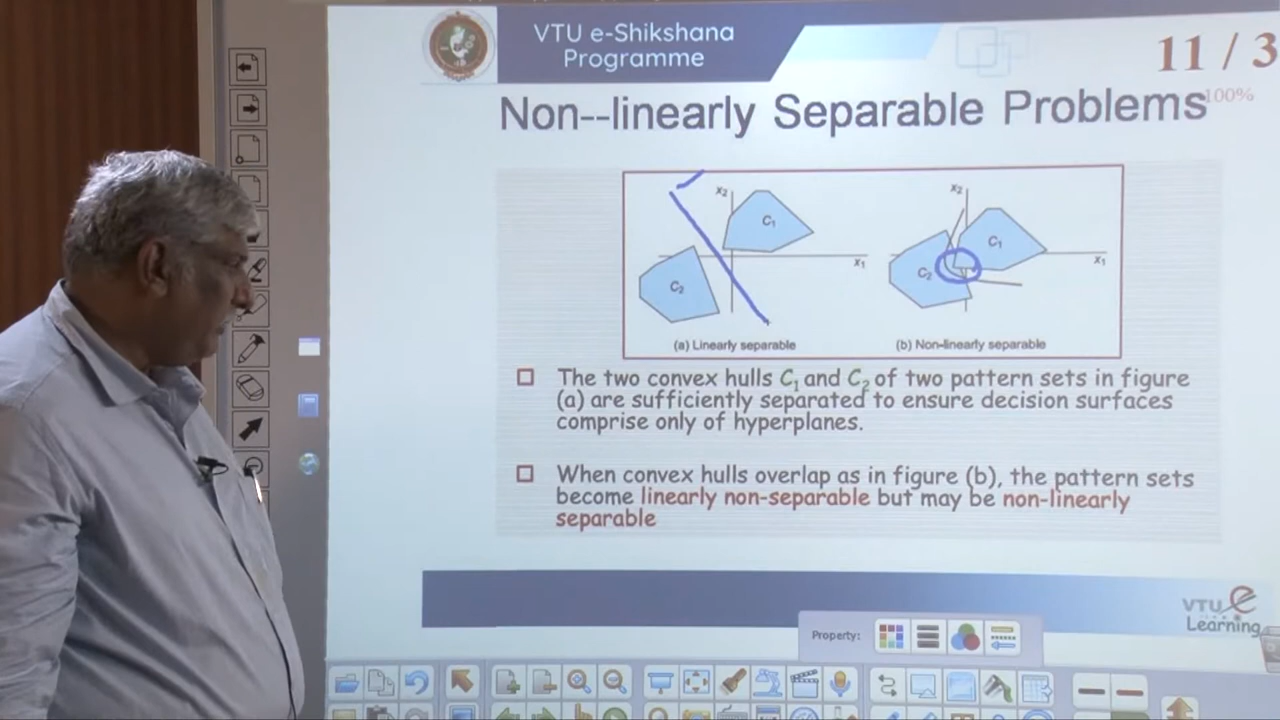 VTU e-Shikshana
Programme
11 / 3
100%
Non--linearly Separable Problems
x2
C1
x1
C2
(a) Linearly separable
x2
C1
x1
C2
(b) Non-linearly separable
The two convex hulls C1 and C2 of two pattern sets in figure
(a) are sufficiently separated to ensure decision surfaces
comprise only of hyperplanes.
When convex hulls overlap as in figure (b), the pattern sets
become linearly non-separable but may be non-linearly
separable
VTU e
Learning
Property: